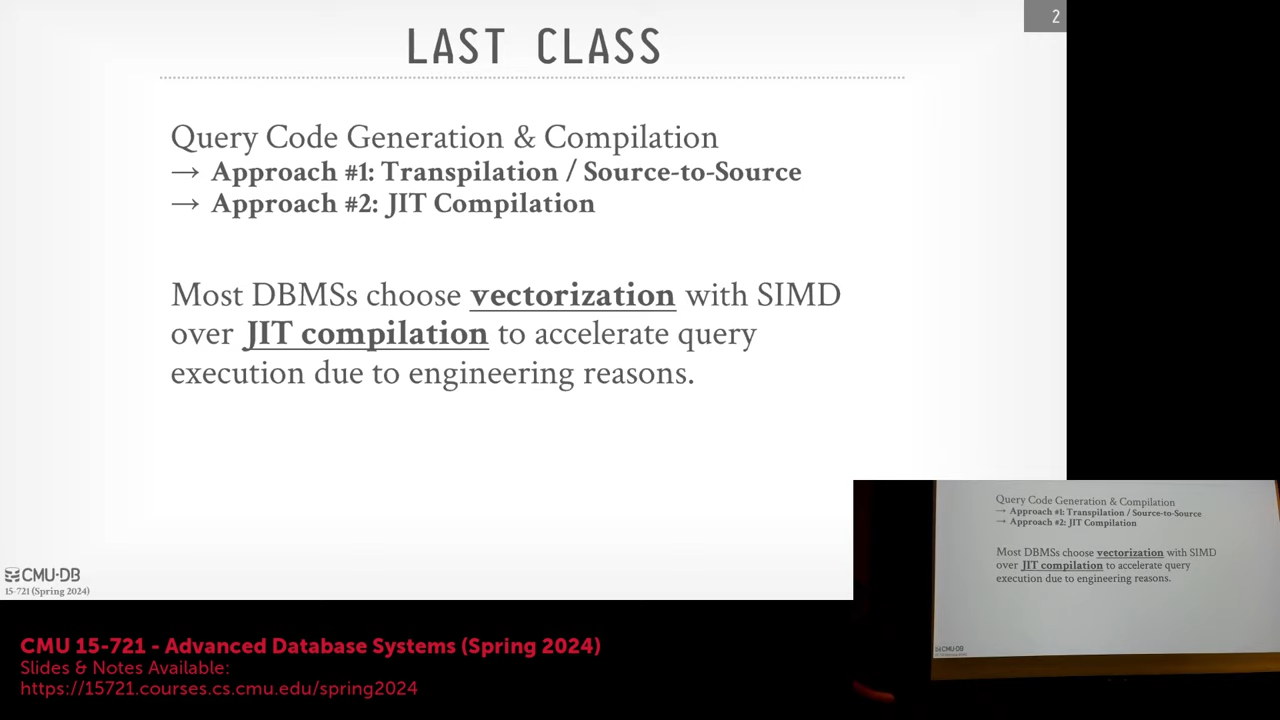 2
LAST CLASS
Query Code Generation & Compilation
→ Approach #1: Transpilation / Source-to-Source
→ Approach #2: JIT Compilation
Most DBMSs choose vectorization with SIMD
over JIT compilation to accelerate query
execution due to engineering reasons.
CMU·DB
15-721 (Spring 2024)
Query Code Generation & Compilation
→ Approach #1: Transpilation / Source-to-Source
→ Approach #2: JIT Compilation
Most DBMSs choose vectorization with SIMD
over JIT compilation to accelerate query
execution due to engineering reasons.
CMU·DB
CMU 15-721 - Advanced Database Systems (Spring 2024)
Slides & Notes Available:
https://15721.courses.cs.cmu.edu/spring2024